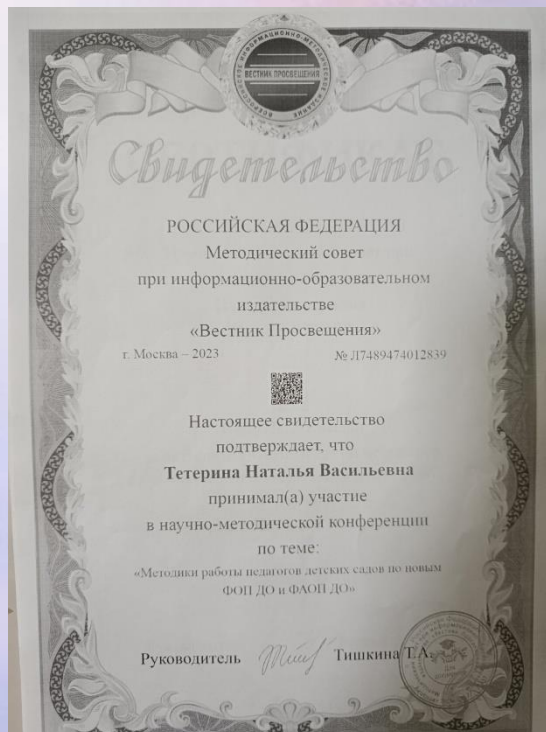 ВЕСТНИК ПРОСВЕЩЕНИЯ
Свидетельство
РОССИЙСКАЯ ФЕДЕРАЦИЯ
Методический совет
при информационно-образовательном
издательстве
«Вестник Просвещения»
г. Москва – 2023 № Л7489474012839
Настоящее свидетельство
подтверждает, что
Тетерина Наталья Васильевна
принимал(а) участие
в научно-методической конференции
по теме:
«Методики работы педагогов детских садов по новым
ФОП ДО и ФАОП ДО»
Руководитель Тишкина Т.А.